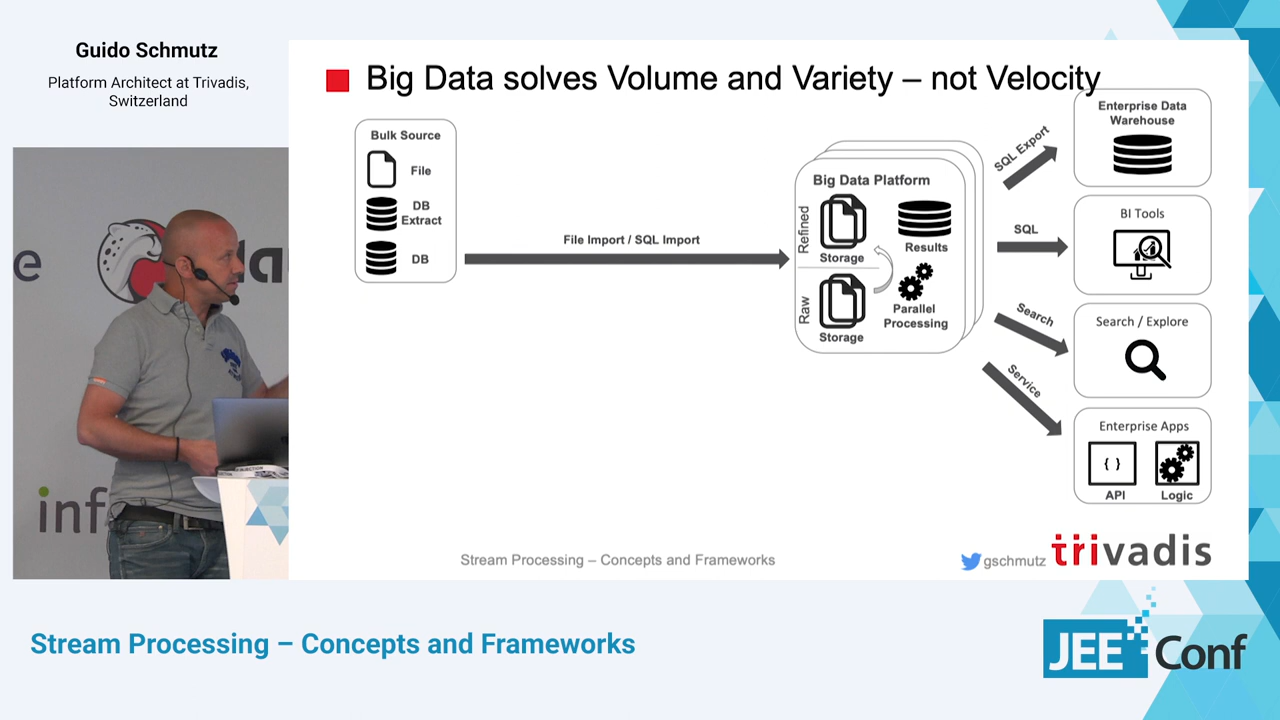 Guido Schmutz
Platform Architect at Trivadis,
Switzerland
Big Data solves Volume and Variety – not Velocity
Bulk Source
File
DB
Extract
DB
File Import / SQL Import
Big Data Platform
Refined
Storage
Results
Raw
Storage
Parallel
Processing
SQL Export
SQL
Search
Service
Enterprise Data
Warehouse
BI Tools
Search / Explore
Enterprise Apps
{ }
API
Logic
Stream Processing – Concepts and Frameworks
gschmutz
trivadis
e
inf
Stream Processing – Concepts and Frameworks
JEE Conf